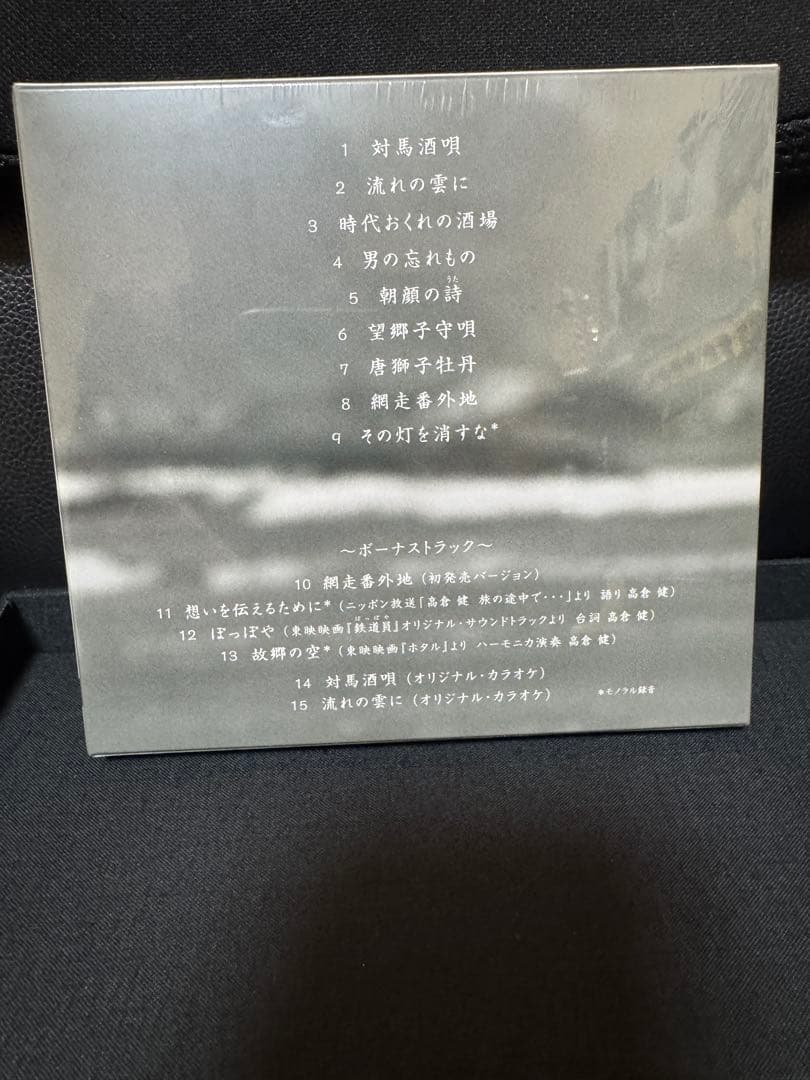 1 対馬酒唄
2 流れの雲に
3 時代おくれの酒場
4 男の忘れもの
うた
5 朝顔の詩
6 望郷子守唄
7 唐獅子牡丹
8 網走番外地
9 その灯を消すな*
～ボーナストラック～
10 網走番外地(初発売バージョン)
11 想いを伝えるために*(ニッポン放送「高倉 健 旅の途中で・・・」より 語り 高倉 健)
ぽっぽや
12 ぽっぽや(東映映画『鉄道員』オリジナル・サウンドトラックより 台詞 高倉 健)
13 故郷の空*(東映映画『ホタル』より ハーモニカ演奏 高倉 健)
14 対馬酒唄(オリジナル・カラオケ)
15 流れの雲に(オリジナル・カラオケ)
*モノラル録音